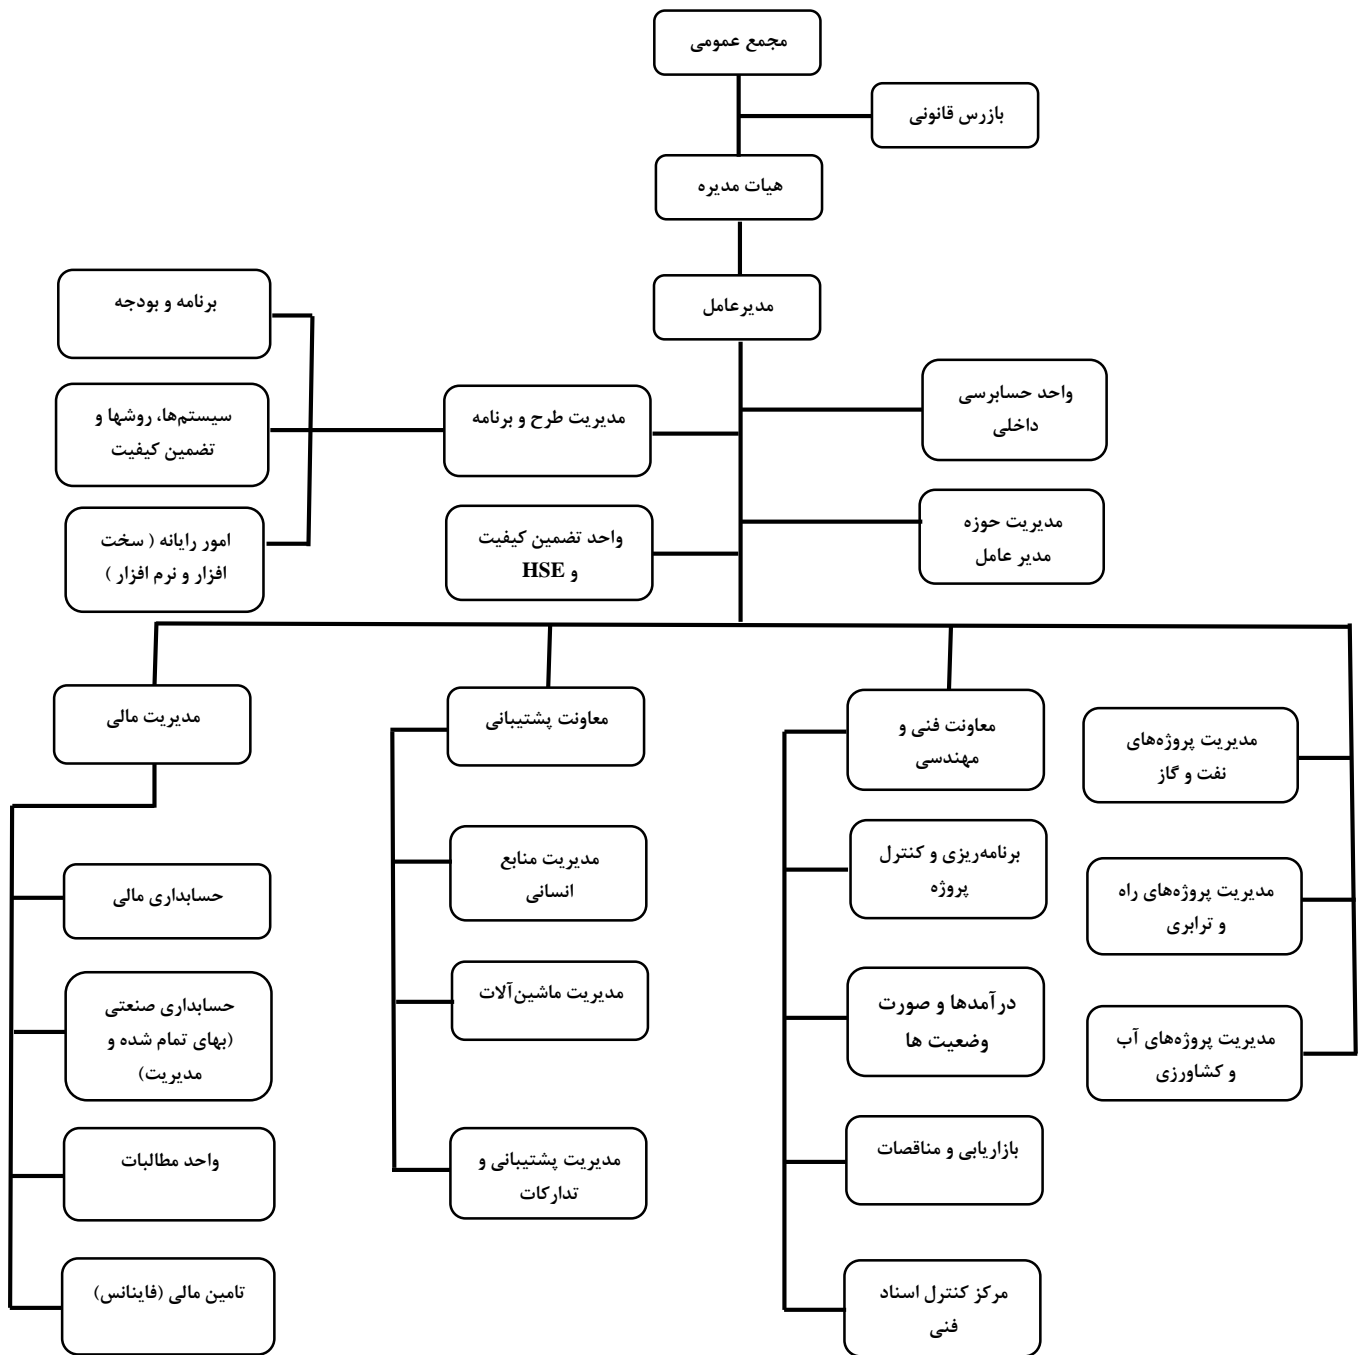 مجمع عمومی
بازرس قانونی
هیات مدیره
مدیرعامل
برنامه و بودجه
سیستم‌ها، روشها و
تضمین کیفیت
امور رایانه ( سخت
افزار و نرم افزار )
مدیریت طرح و برنامه
واحد تضمین کیفیت
و HSE
واحد حسابرسی
داخلی
مدیریت حوزه
مدیر عامل
مدیریت پروژه‌های
نفت و گاز
مدیریت پروژه‌های راه
و ترابری
مدیریت پروژه‌های آب
و کشاورزی
معاونت فنی و
مهندسی
برنامه‌ریزی و کنترل
پروژه
درآمدها و صورت
وضعیت ها
بازاریابی و مناقصات
مرکز کنترل اسناد
فنی
معاونت پشتیبانی
مدیریت منابع
انسانی
مدیریت ماشین‌آلات
مدیریت پشتیبانی و
تدارکات
مدیریت مالی
حسابداری مالی
حسابداری صنعتی
(بهای تمام شده و
مدیریت)
واحد مطالبات
تامین مالی (فاینانس)